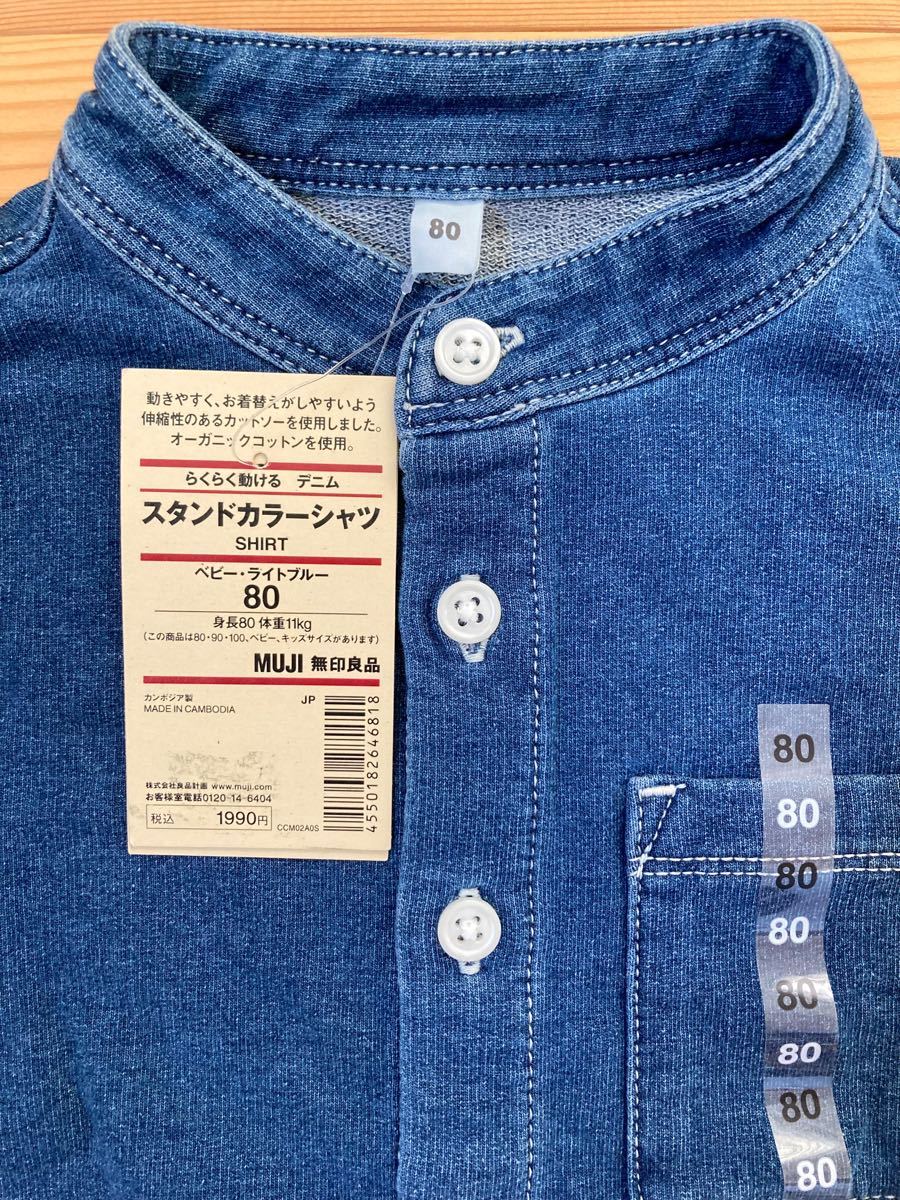 80
動きやすく、お着替えがしやすいよう
伸縮性のあるカットソーを使用しました。
オーガニックコットンを使用。
らくらく動ける デニム
スタンドカラーシャツ
SHIRT
ベビー・ライトブルー
80
身長80 体重11kg
(この商品は80・90・100、ベビー、キッズサイズがあります)
MUJI 無印良品
カンボジア製
MADE IN CAMBODIA
JP
4550182646818
株式会社良品計画 www.muji.com
お客様室電話0120-14-6404
税込 1990円
CCM02A0S
80
80
80
80
80
80
80
80